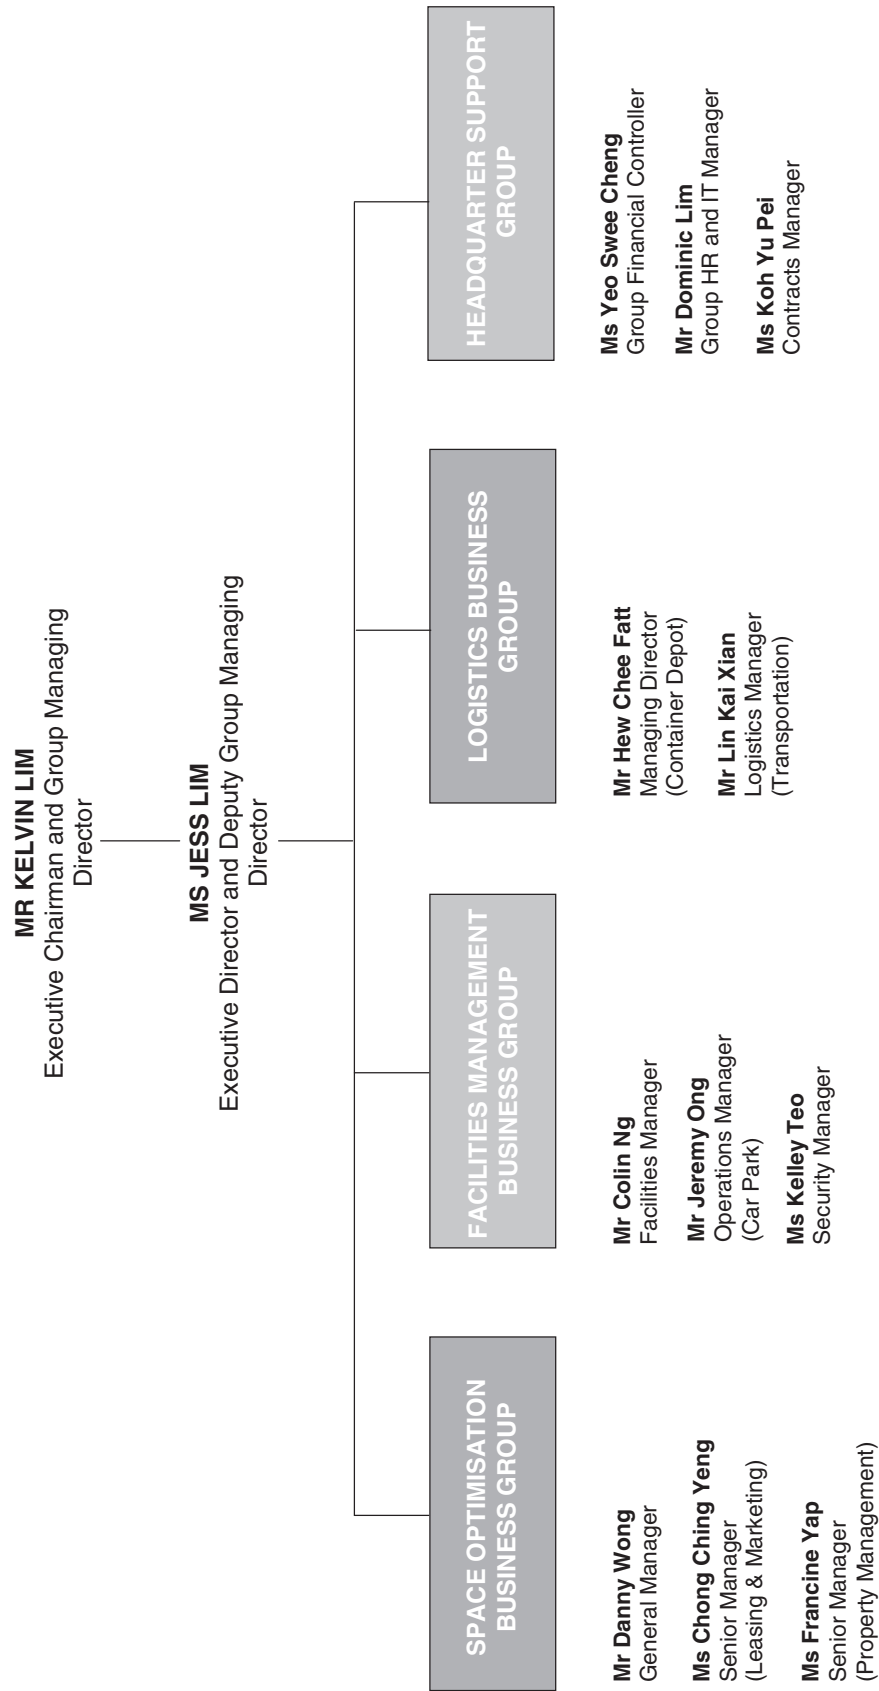 MR KELVIN LIM
Executive Chairman and Group Managing
Director
MS JESS LIM
Executive Director and Deputy Group Managing
Director
SPACE OPTIMISATION
BUSINESS GROUP
Mr Danny Wong
General Manager
Ms Chong Ching Yeng
Senior Manager
(Leasing & Marketing)
Ms Francine Yap
Senior Manager
(Property Management)
FACILITIES MANAGEMENT
BUSINESS GROUP
Mr Colin Ng
Facilities Manager
Mr Jeremy Ong
Operations Manager
(Car Park)
Ms Kelley Teo
Security Manager
LOGISTICS BUSINESS
GROUP
Mr Hew Chee Fatt
Managing Director
(Container Depot)
Mr Lin Kai Xian
Logistics Manager
(Transportation)
HEADQUARTER SUPPORT
GROUP
Ms Yeo Swee Cheng
Group Financial Controller
Mr Dominic Lim
Group HR and IT Manager
Ms Koh Yu Pei
Contracts Manager